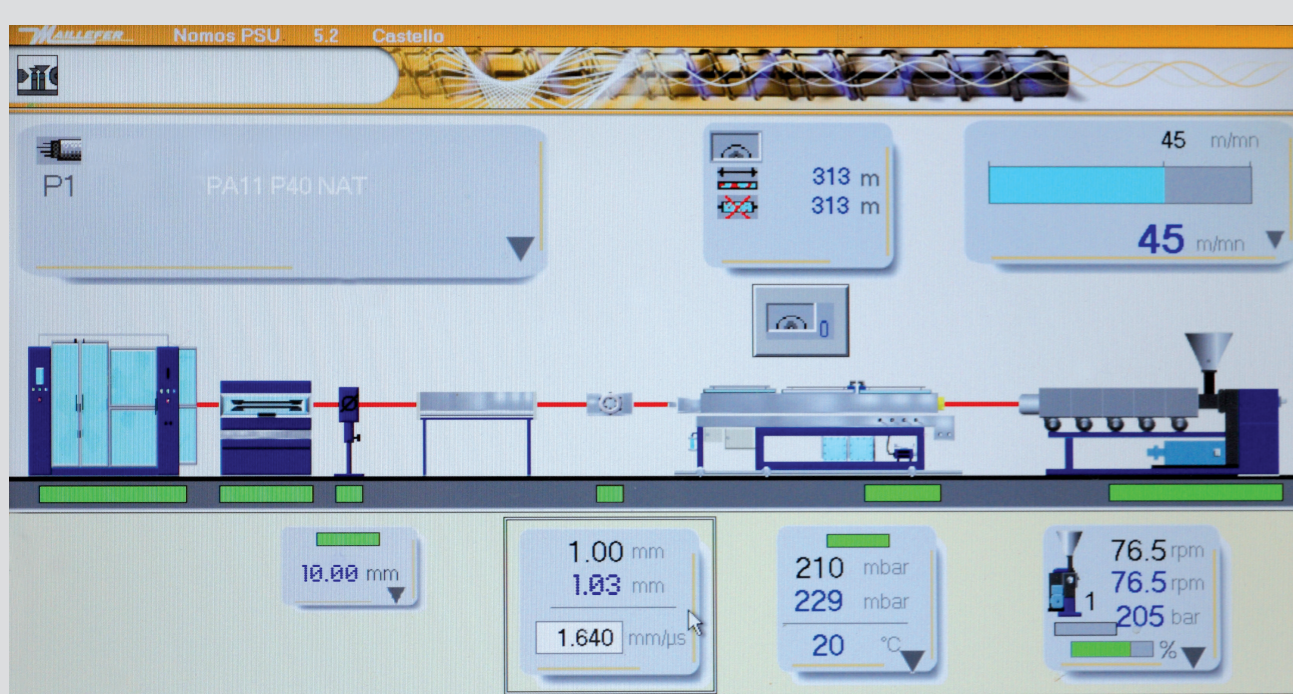 MAILLEFER Nomos PSU 5.2 Castello
P1 PA11 P40 NAT
313 m
313 m
45 m/mn
45 m/mn
0
10.00 mm
1.00 mm
1.03 mm
1.640 mm/µs
210 mbar
229 mbar
20 °C
76.5 rpm
76.5 rpm
1 205 bar
%